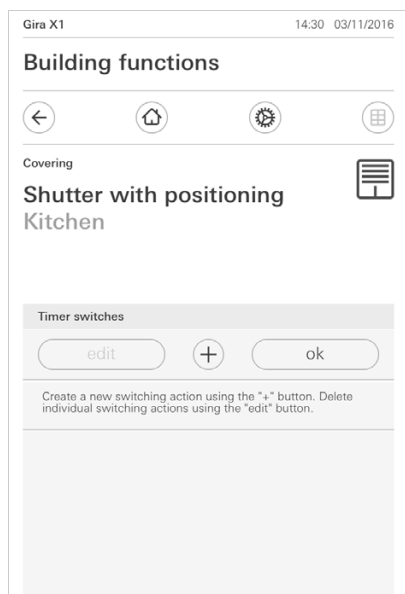 Gira X1 14:30 03/11/2016
Building functions
Covering
Shutter with positioning
Kitchen
Timer switches
edit + ok
Create a new switching action using the "+" button. Delete
individual switching actions using the "edit" button.